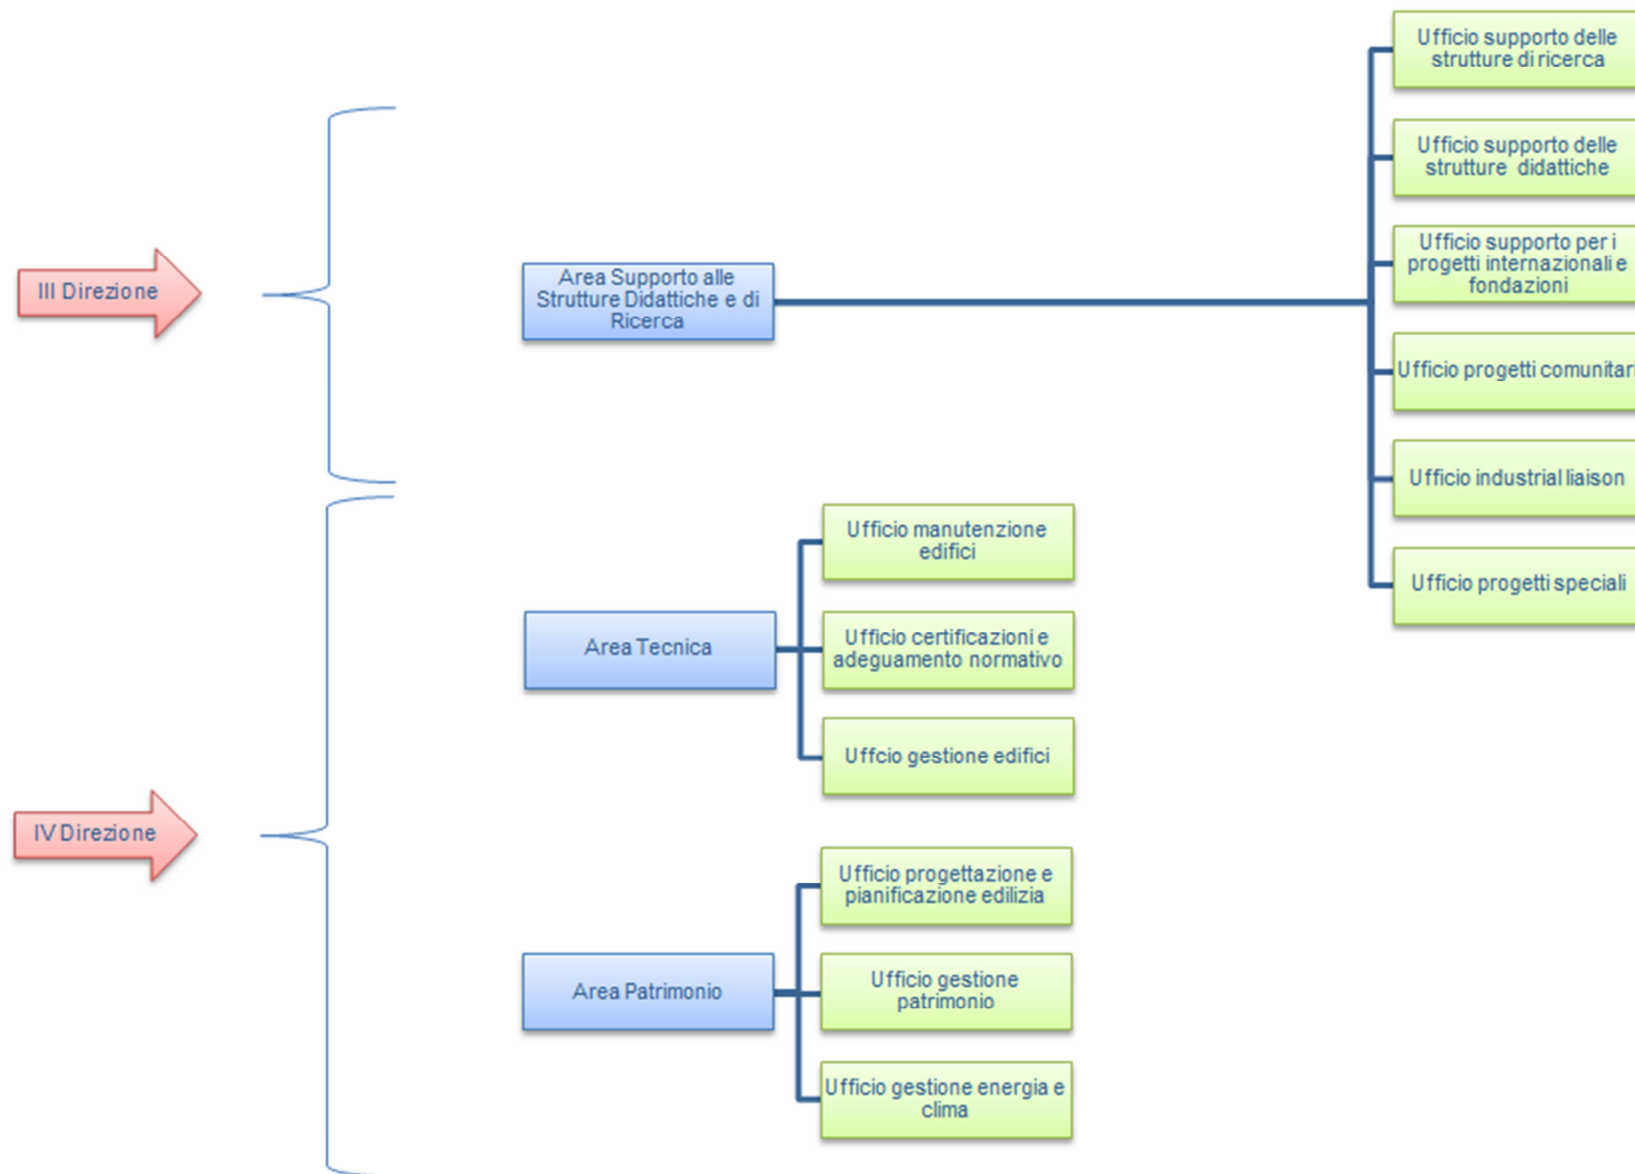 III Direzione
Area Supporto alle
Strutture Didattiche e di
Ricerca
Ufficio supporto delle
strutture di ricerca
Ufficio supporto delle
strutture didattiche
Ufficio supporto per i
progetti internazionali e
fondazioni
Ufficio progetti comunitari
Ufficio industrial liaison
Ufficio progetti speciali
IV Direzione
Area Tecnica
Ufficio manutenzione
edifici
Ufficio certificazioni e
adeguamento normativo
Uffcio gestione edifici
Area Patrimonio
Ufficio progettazione e
pianificazione edilizia
Ufficio gestione
patrimonio
Ufficio gestione energia e
clima